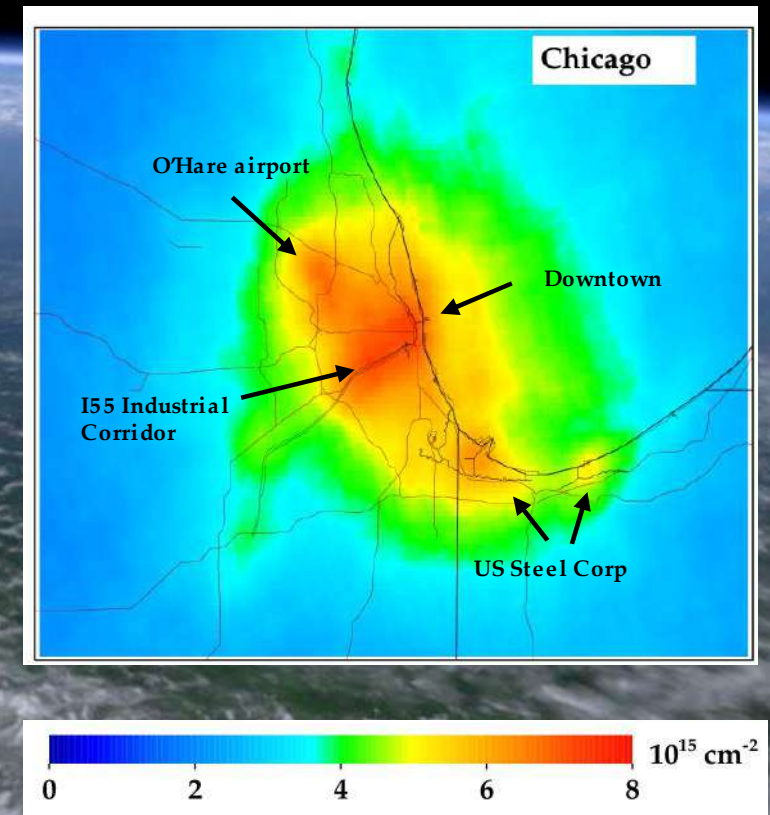 Chicago
O'Hare airport
Downtown
I55 Industrial
Corridor
US Steel Corp
10¹⁵ cm⁻²
0 2 4 6 8